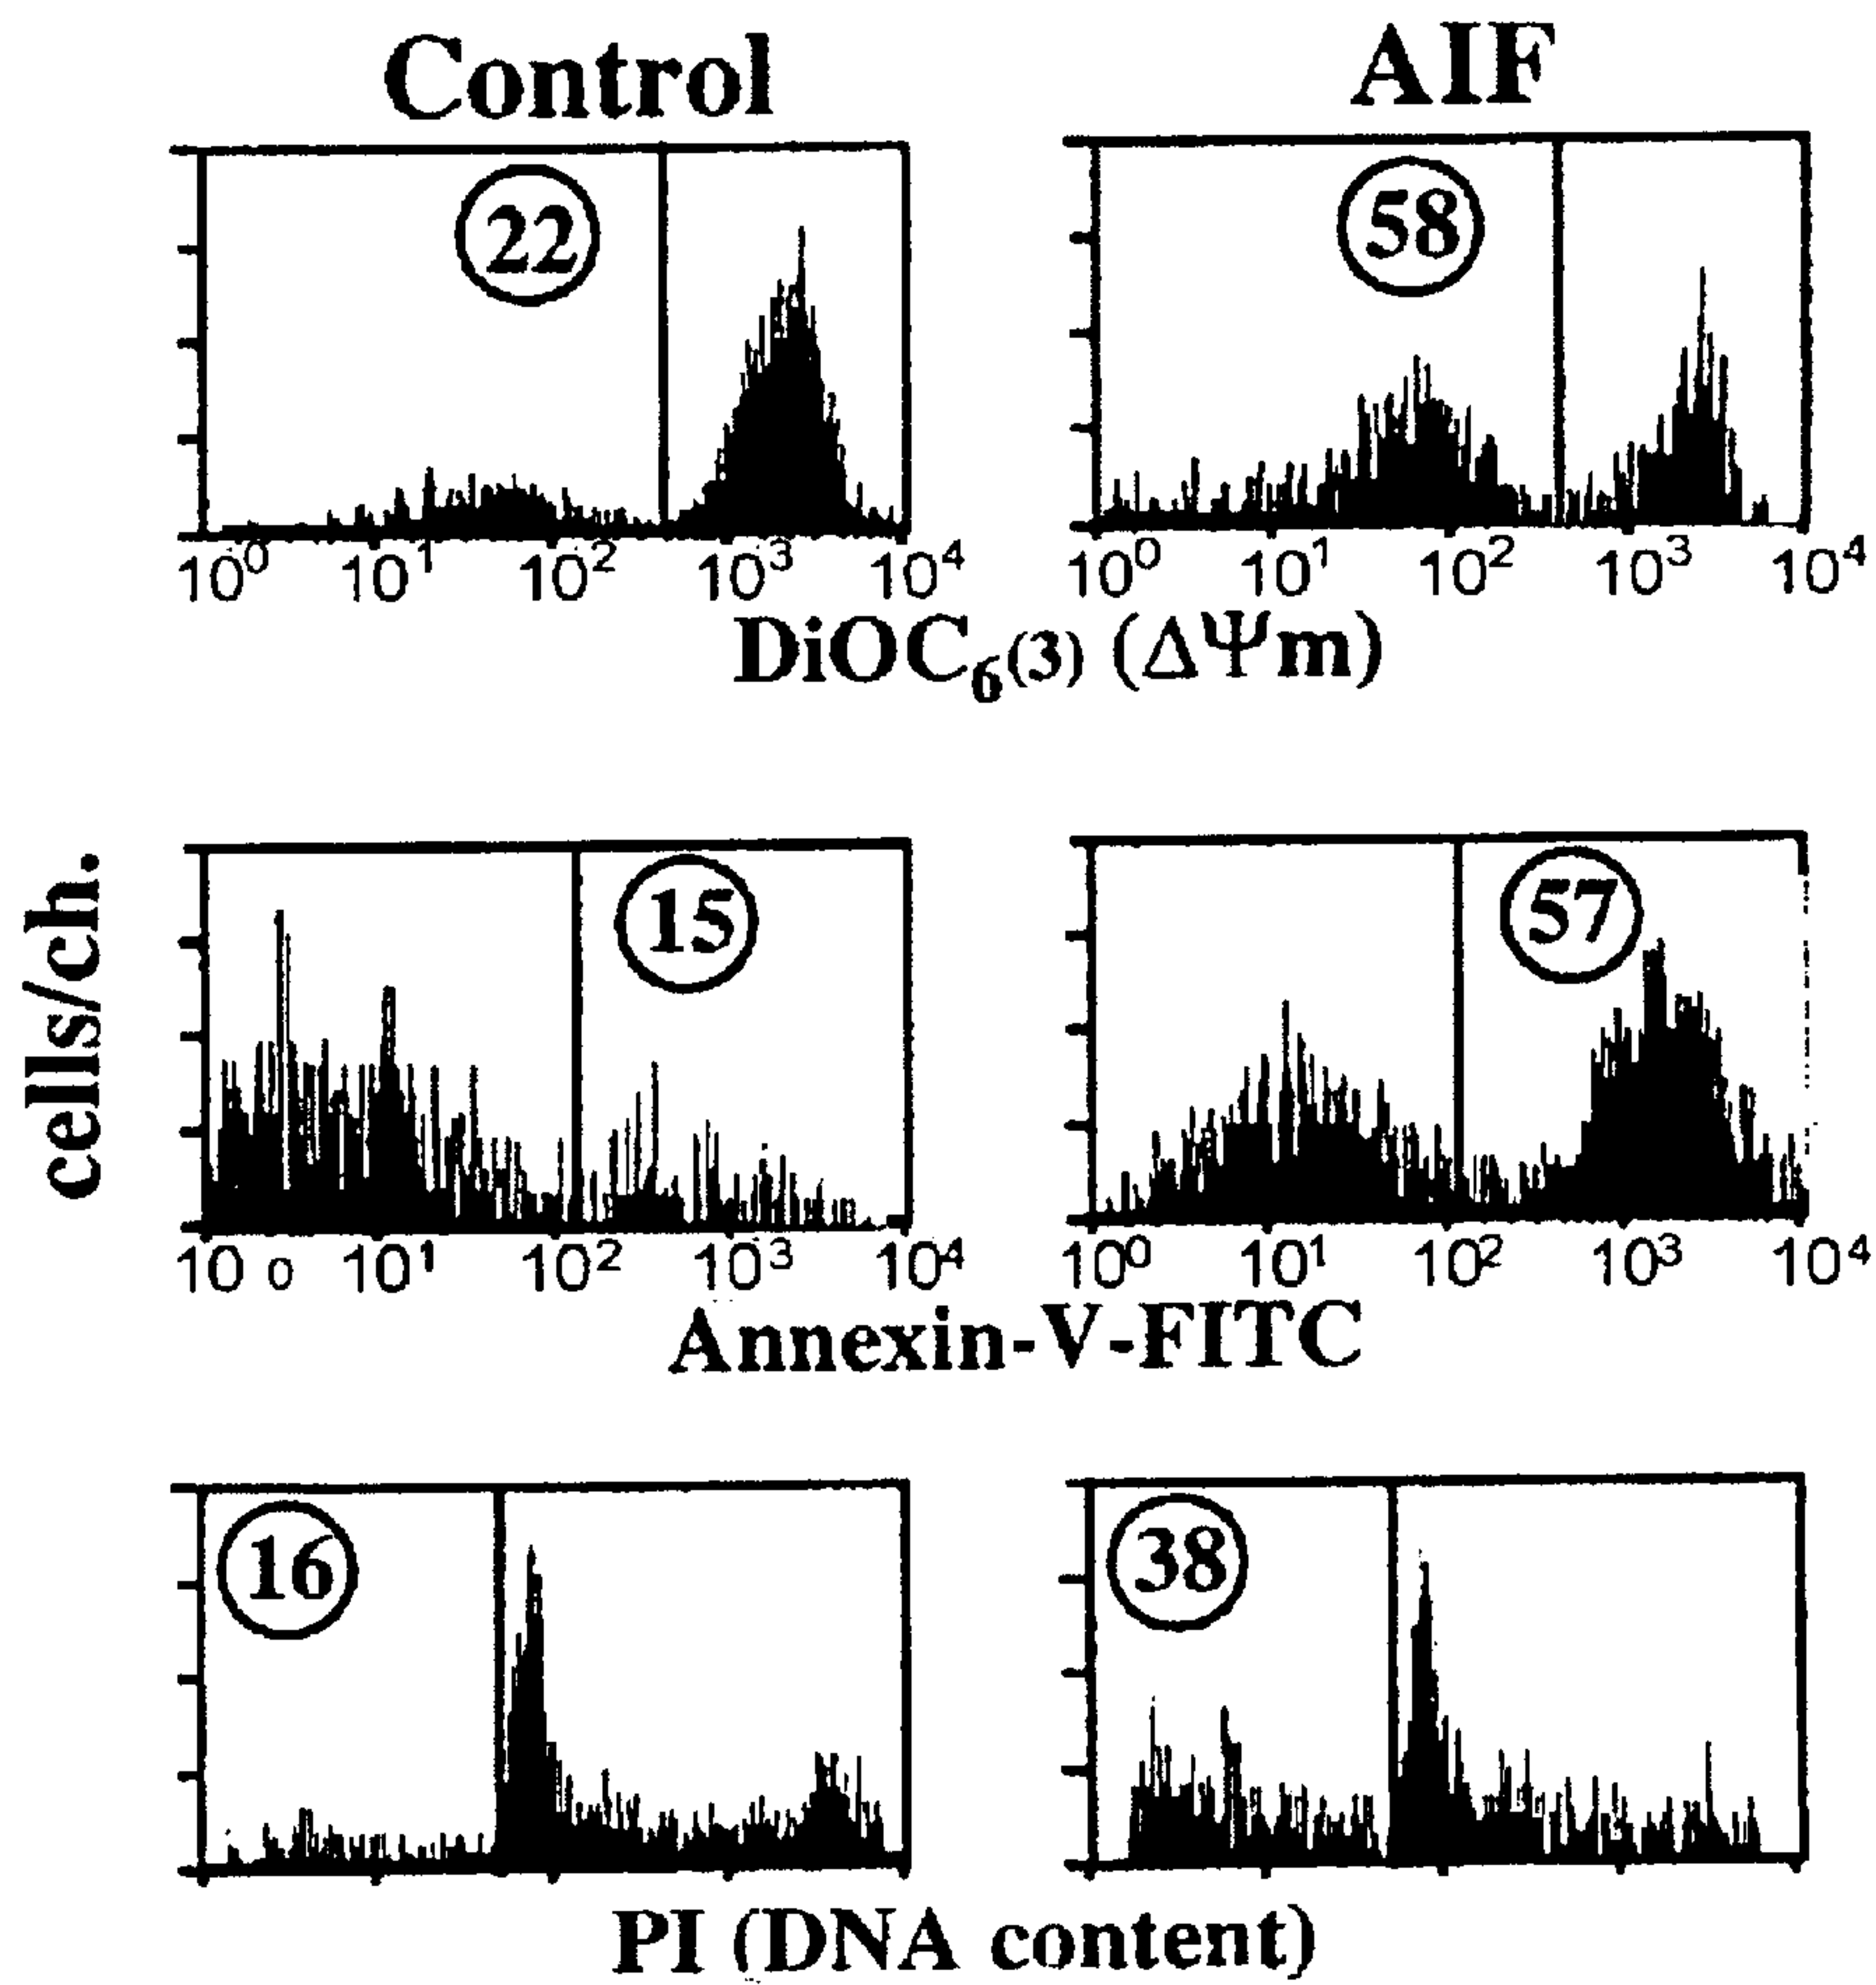 Control AIF
22 58
10⁰ 10¹ 10² 10³ 10⁴ 10⁰ 10¹ 10² 10³ 10⁴
DiOC₆₍₃₎ (ΔΨm)
cells/ch.
15 57
10⁰ 10¹ 10² 10³ 10⁴ 10⁰ 10¹ 10² 10³ 10⁴
Annexin-V-FITC
16 38
PI (DNA content)